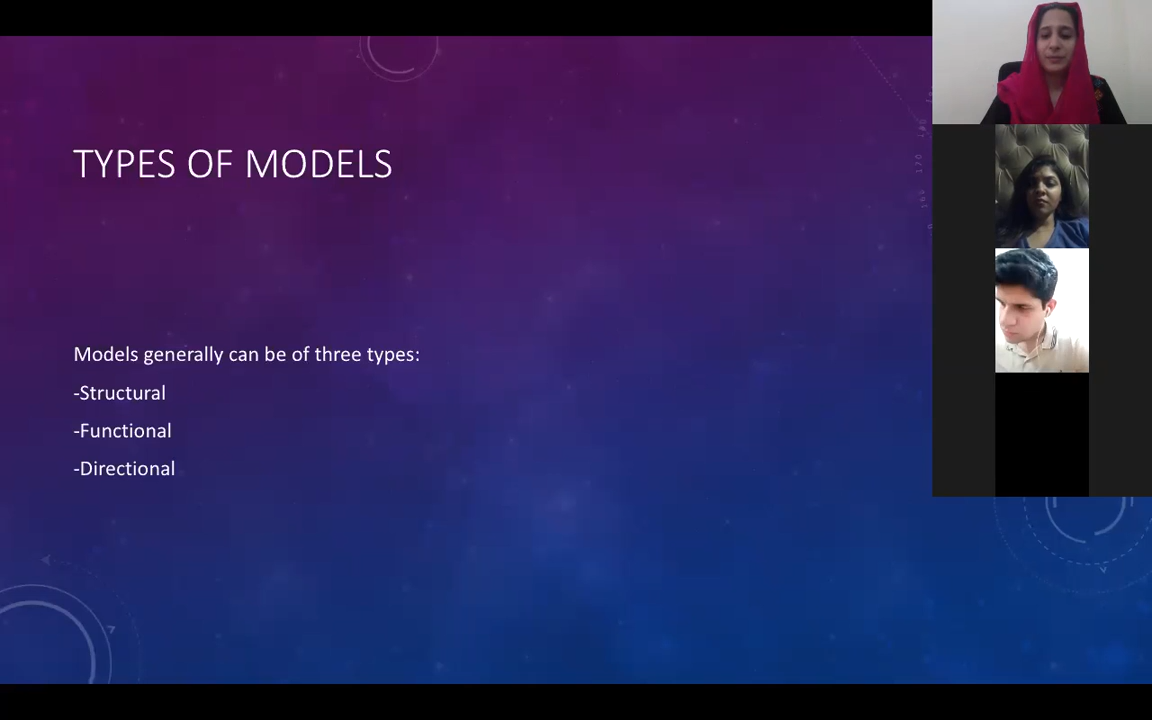 TYPES OF MODELS
Models generally can be of three types:
-Structural
-Functional
-Directional